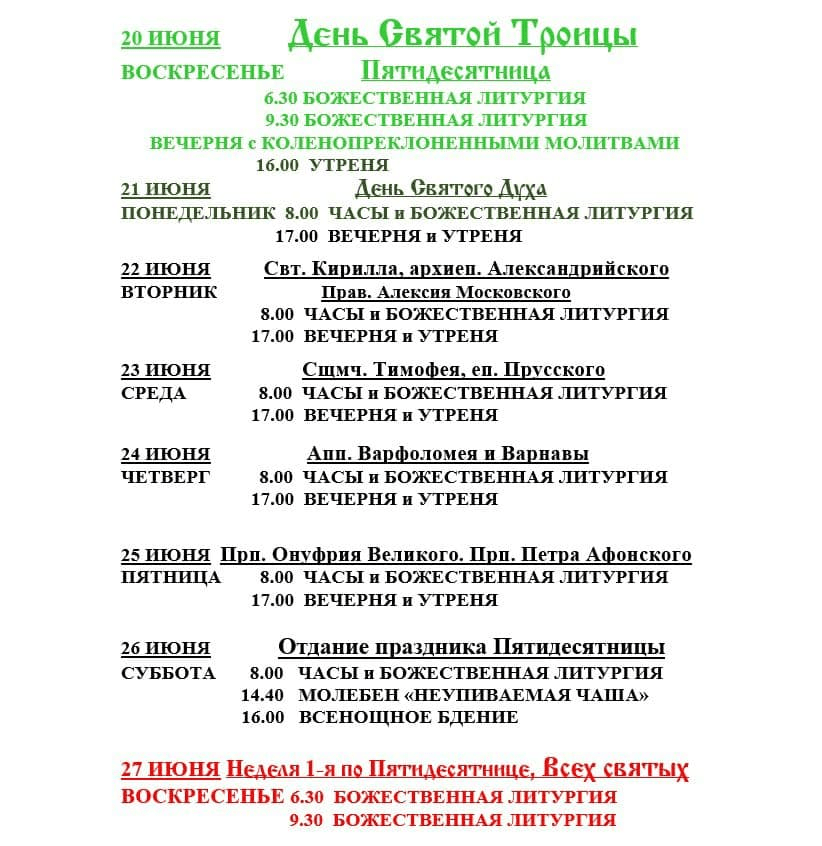 20 ИЮНЯ День Святой Троицы
ВОСКРЕСЕНЬЕ Пятидесятница
6.30 БОЖЕСТВЕННАЯ ЛИТУРГИЯ
9.30 БОЖЕСТВЕННАЯ ЛИТУРГИЯ
ВЕЧЕРНЯ с КОЛЕНОПРЕКЛОНЕННЫМИ МОЛИТВАМИ
16.00 УТРЕНЯ
21 ИЮНЯ День Святого Духа
ПОНЕДЕЛЬНИК 8.00 ЧАСЫ и БОЖЕСТВЕННАЯ ЛИТУРГИЯ
17.00 ВЕЧЕРНЯ и УТРЕНЯ
22 ИЮНЯ Свт. Кирилла, архиеп. Александрийского
ВТОРНИК Прав. Алексия Московского
8.00 ЧАСЫ и БОЖЕСТВЕННАЯ ЛИТУРГИЯ
17.00 ВЕЧЕРНЯ и УТРЕНЯ
23 ИЮНЯ Сщмч. Тимофея, еп. Прусского
СРЕДА 8.00 ЧАСЫ и БОЖЕСТВЕННАЯ ЛИТУРГИЯ
17.00 ВЕЧЕРНЯ и УТРЕНЯ
24 ИЮНЯ Апп. Варфоломея и Варнавы
ЧЕТВЕРГ 8.00 ЧАСЫ и БОЖЕСТВЕННАЯ ЛИТУРГИЯ
17.00 ВЕЧЕРНЯ и УТРЕНЯ
25 ИЮНЯ Прп. Онуфрия Великого. Прп. Петра Афонского
ПЯТНИЦА 8.00 ЧАСЫ и БОЖЕСТВЕННАЯ ЛИТУРГИЯ
17.00 ВЕЧЕРНЯ и УТРЕНЯ
26 ИЮНЯ Отдание праздника Пятидесятницы
СУББОТА 8.00 ЧАСЫ и БОЖЕСТВЕННАЯ ЛИТУРГИЯ
14.40 МОЛЕБЕН «НЕУПИВАЕМАЯ ЧАША»
16.00 ВСЕНОЩНОЕ БДЕНИЕ
27 ИЮНЯ Неделя 1-я по Пятидесятнице, Всех святых
ВОСКРЕСЕНЬЕ 6.30 БОЖЕСТВЕННАЯ ЛИТУРГИЯ
9.30 БОЖЕСТВЕННАЯ ЛИТУРГИЯ